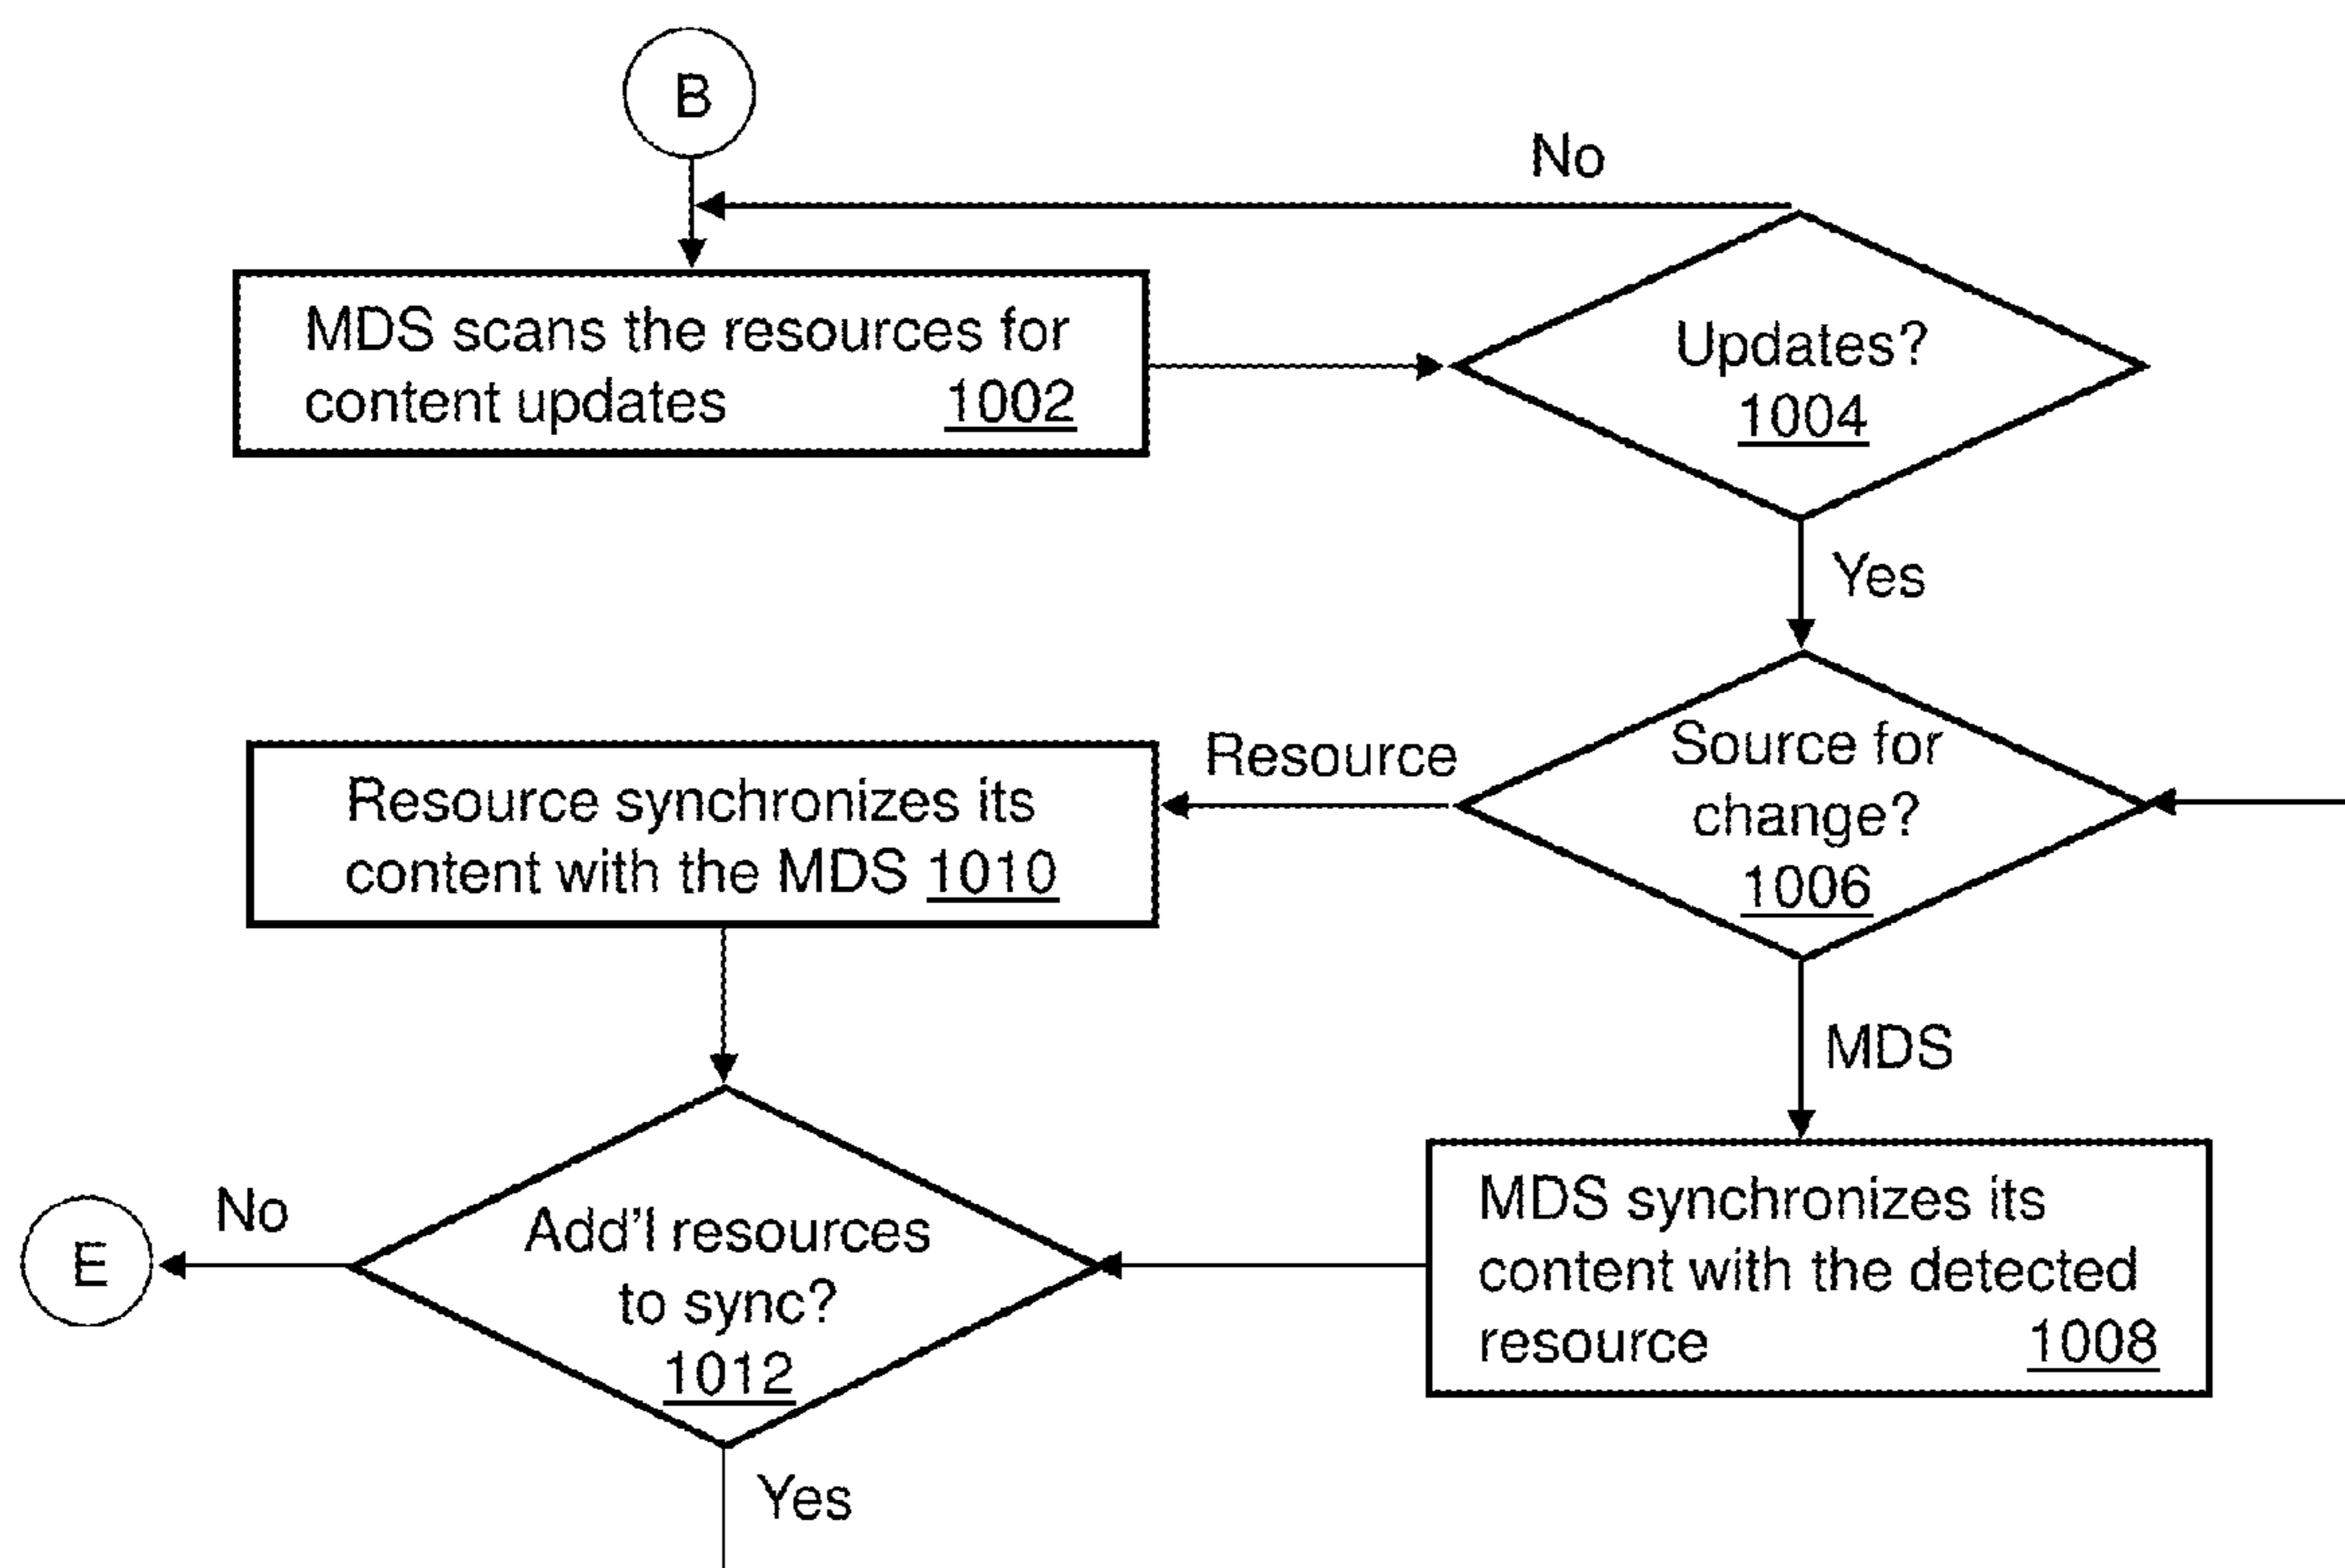 B
No
MDS scans the resources for
content updates 1002
Updates?
1004
Yes
Source for
change?
1006
Resource
Resource synchronizes its
content with the MDS 1010
MDS
MDS synchronizes its
content with the detected
resource 1008
Add'l resources
to sync?
1012
No
E
Yes